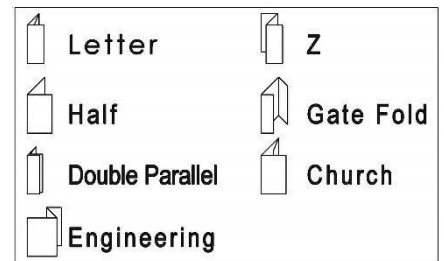 Letter
Z
Half
Gate Fold
Double Parallel
Church
Engineering